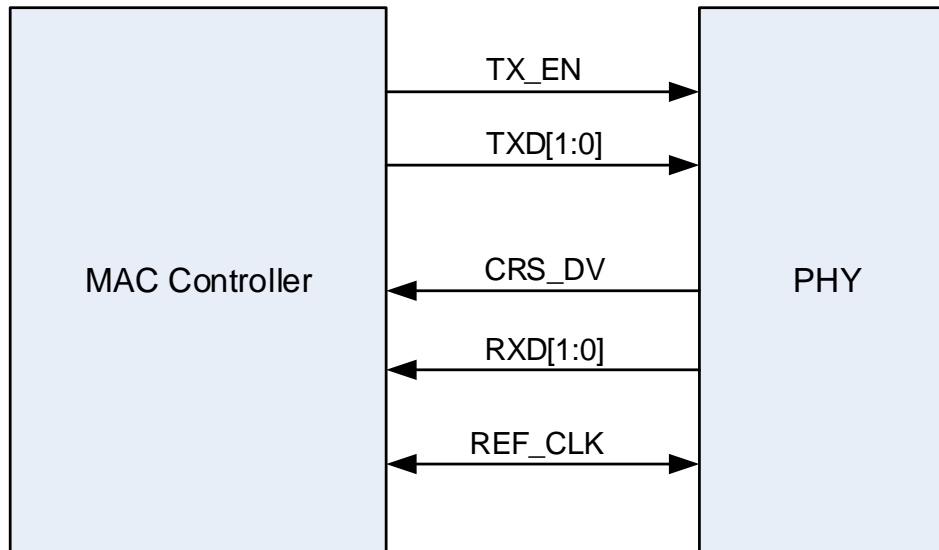 TX_EN
TXD[1:0]
MAC Controller
CRS_DV
PHY
RXD[1:0]
REF_CLK